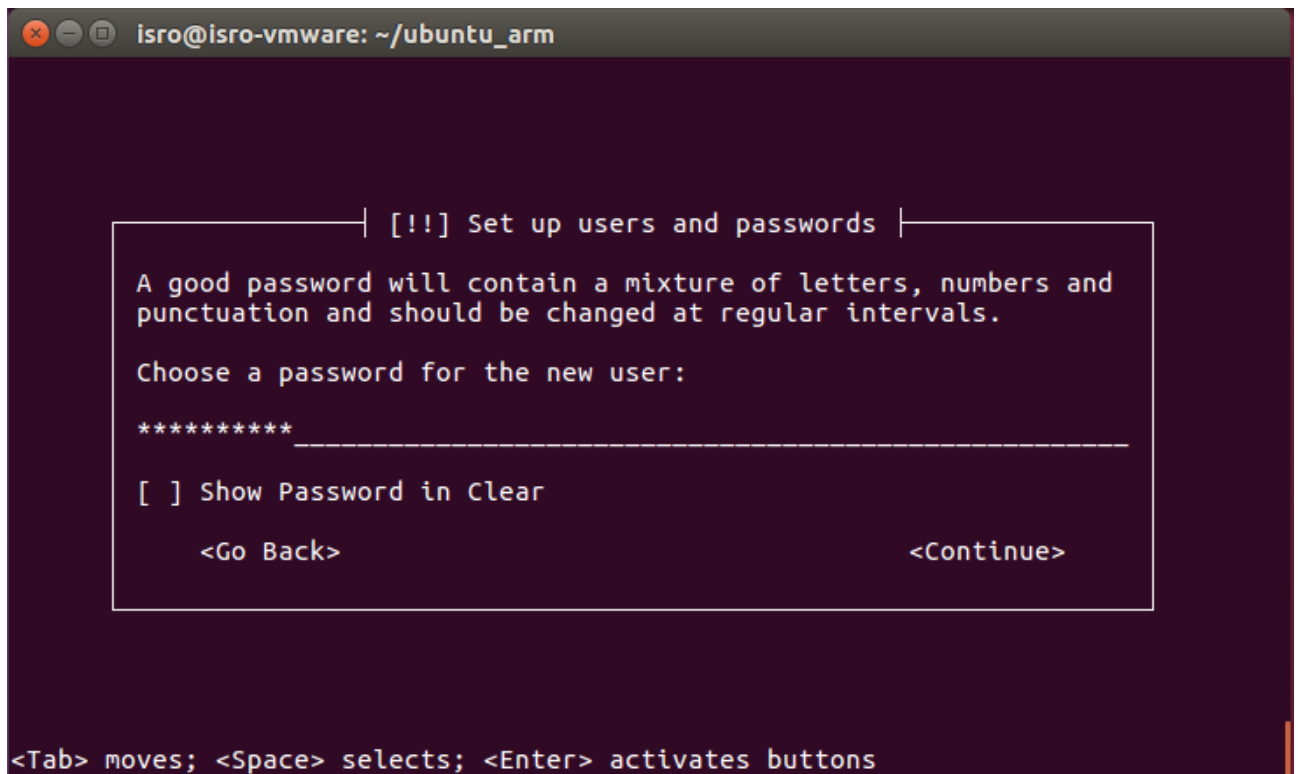 isro@isro-vmware: ~/ubuntu_arm
[!!] Set up users and passwords
A good password will contain a mixture of letters, numbers and
punctuation and should be changed at regular intervals.
Choose a password for the new user:
**********______________________________________________________
[ ] Show Password in Clear
<Go Back> <Continue>
<Tab> moves; <Space> selects; <Enter> activates buttons